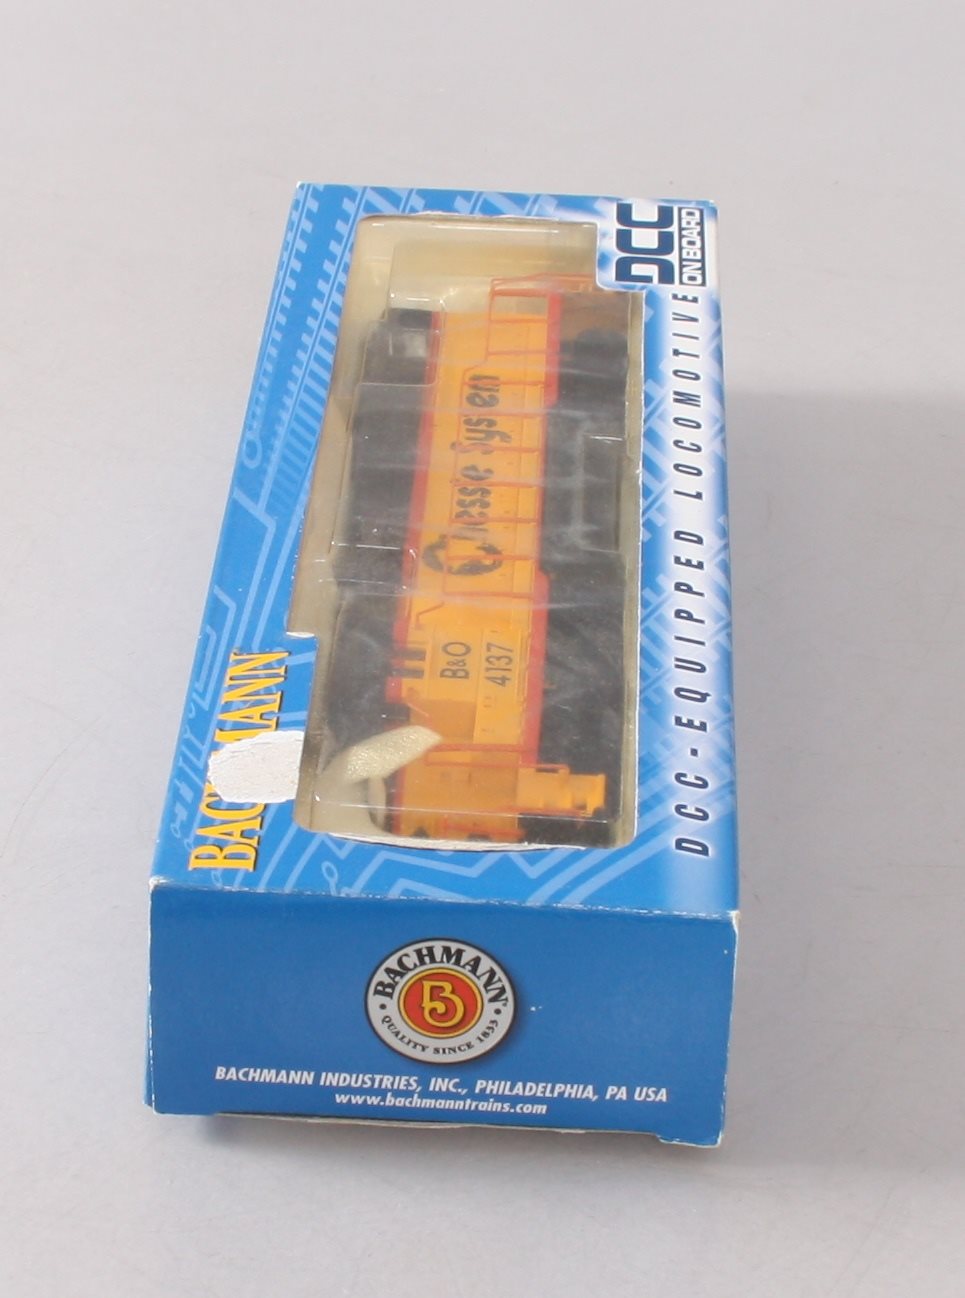 DCC
ON BOARD
DCC-EQUIPPED LOCOMOTIVE
Chessie System
B&O
4137
BACHMANN
BACHMANN
B
QUALITY SINCE 1833
BACHMANN INDUSTRIES, INC., PHILADELPHIA, PA USA
www.bachmanntrains.com